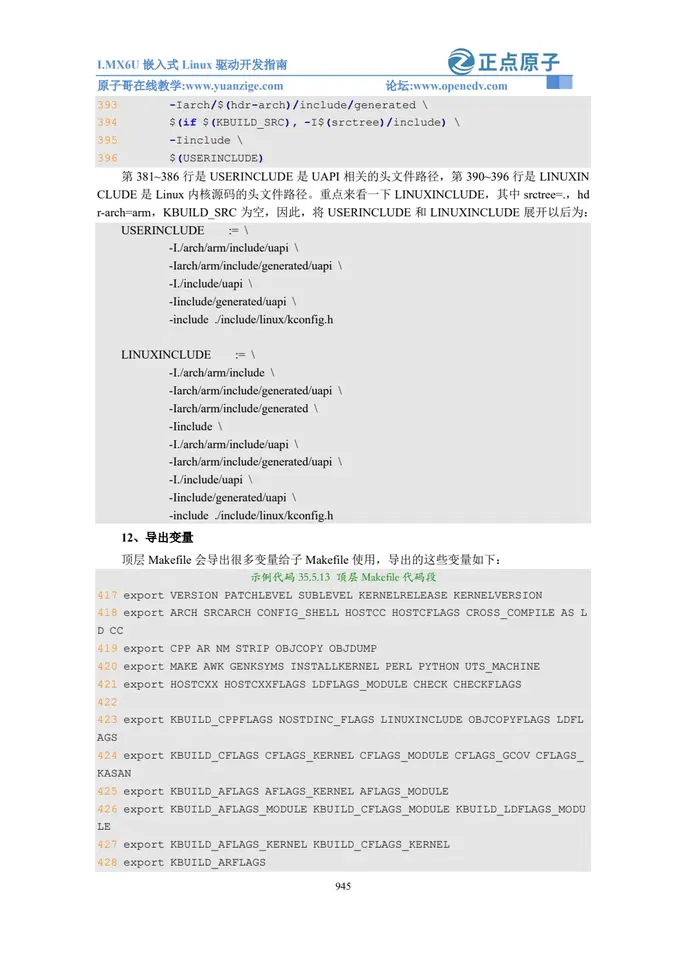 I.MX6U 嵌入式 Linux 驱动开发指南
正点原子
原子哥在线教学:www.yuanzige.com 论坛:www.openedv.com
393 -Iarch/$(hdr-arch)/include/generated \
394 $(if $(KBUILD_SRC), -I$(srctree)/include) \
395 -Iinclude \
396 $(USERINCLUDE)
第 381~386 行是 USERINCLUDE 是 UAPI 相关的头文件路径，第 390~396 行是 LINUXIN
CLUDE 是 Linux 内核源码的头文件路径。重点来看一下 LINUXINCLUDE，其中 srctree=.，hd
r-arch=arm，KBUILD_SRC 为空，因此，将 USERINCLUDE 和 LINUXINCLUDE 展开以后为：
USERINCLUDE := \
-I./arch/arm/include/uapi \
-Iarch/arm/include/generated/uapi \
-I./include/uapi \
-Iinclude/generated/uapi \
-include ./include/linux/kconfig.h
LINUXINCLUDE := \
-I./arch/arm/include \
-Iarch/arm/include/generated/uapi \
-Iarch/arm/include/generated \
-Iinclude \
-I./arch/arm/include/uapi \
-Iarch/arm/include/generated/uapi \
-I./include/uapi \
-Iinclude/generated/uapi \
-include ./include/linux/kconfig.h
12、导出变量
顶层 Makefile 会导出很多变量给子 Makefile 使用，导出的这些变量如下：
示例代码 35.5.13 顶层 Makefile 代码段
417 export VERSION PATCHLEVEL SUBLEVEL KERNELRELEASE KERNELVERSION
418 export ARCH SRCARCH CONFIG_SHELL HOSTCC HOSTCFLAGS CROSS_COMPILE AS L
D CC
419 export CPP AR NM STRIP OBJCOPY OBJDUMP
420 export MAKE AWK GENKSYMS INSTALLKERNEL PERL PYTHON UTS_MACHINE
421 export HOSTCXX HOSTCXXFLAGS LDFLAGS_MODULE CHECK CHECKFLAGS
422
423 export KBUILD_CPPFLAGS NOSTDINC_FLAGS LINUXINCLUDE OBJCOPYFLAGS LDFL
AGS
424 export KBUILD_CFLAGS CFLAGS_KERNEL CFLAGS_MODULE CFLAGS_GCOV CFLAGS_
KASAN
425 export KBUILD_AFLAGS AFLAGS_KERNEL AFLAGS_MODULE
426 export KBUILD_AFLAGS_MODULE KBUILD_CFLAGS_MODULE KBUILD_LDFLAGS_MODU
LE
427 export KBUILD_AFLAGS_KERNEL KBUILD_CFLAGS_KERNEL
428 export KBUILD_ARFLAGS
945